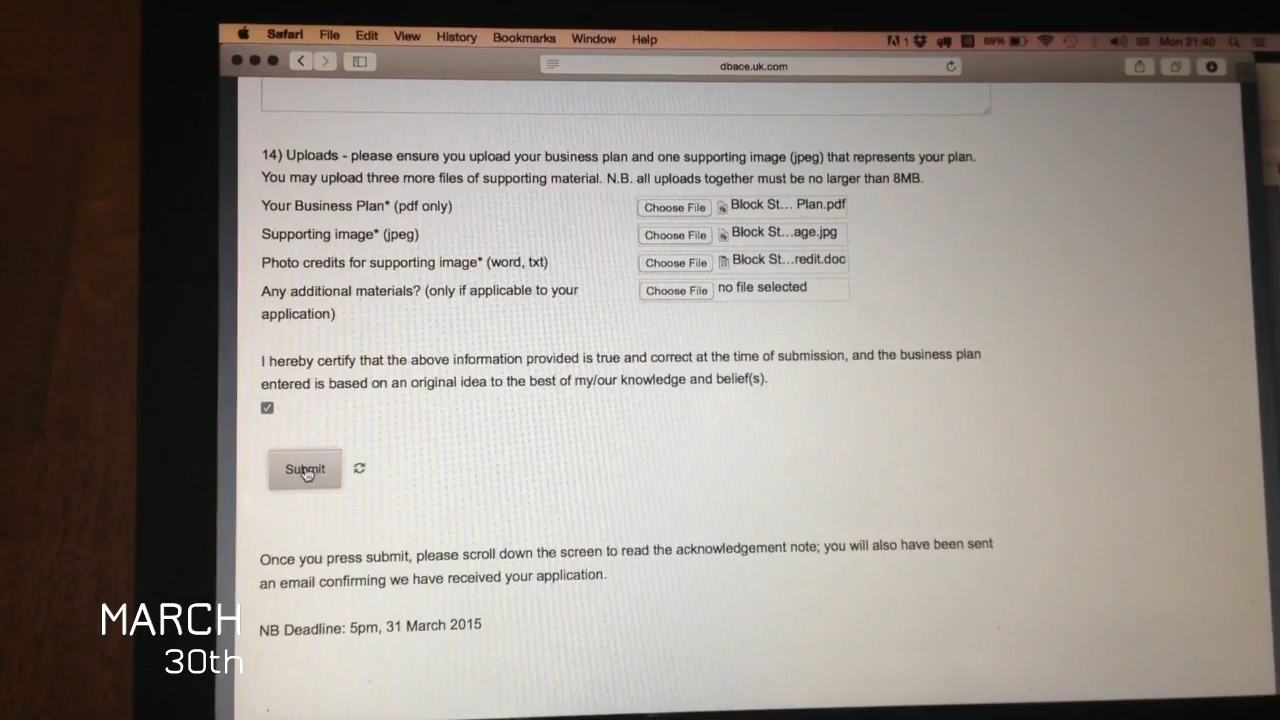 Safari File Edit View History Bookmarks Window Help 1 69% Mon 21:40
dbace.uk.com
14) Uploads - please ensure you upload your business plan and one supporting image (jpeg) that represents your plan.
You may upload three more files of supporting material. N.B. all uploads together must be no larger than 8MB.
Your Business Plan* (pdf only) Choose File Block St... Plan.pdf
Supporting image* (jpeg) Choose File Block St...age.jpg
Photo credits for supporting image* (word, txt) Choose File Block St...redit.doc
Any additional materials? (only if applicable to your Choose File no file selected
application)
I hereby certify that the above information provided is true and correct at the time of submission, and the business plan
entered is based on an original idea to the best of my/our knowledge and belief(s).
Submit
Once you press submit, please scroll down the screen to read the acknowledgement note; you will also have been sent
an email confirming we have received your application.
NB Deadline: 5pm, 31 March 2015
MARCH
30th